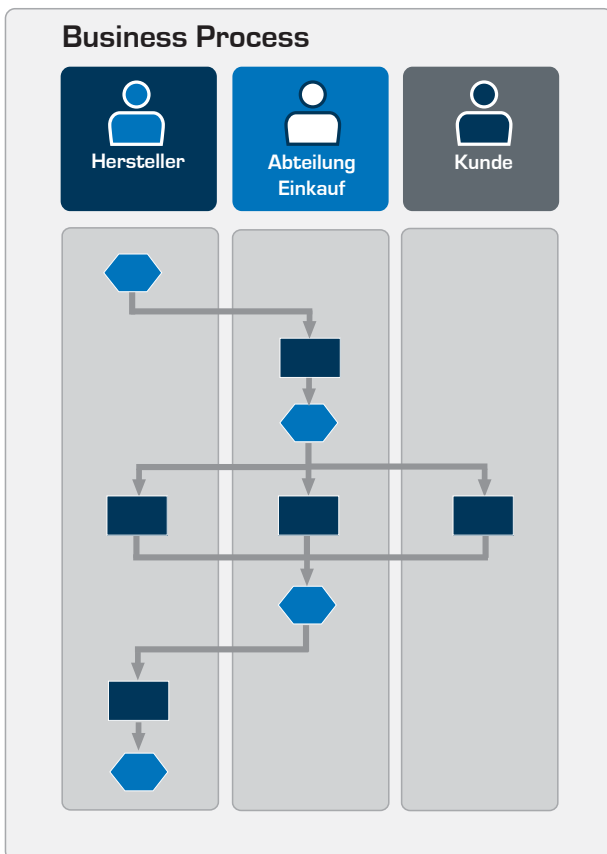 Business Process
Hersteller
Abteilung
Einkauf
Kunde